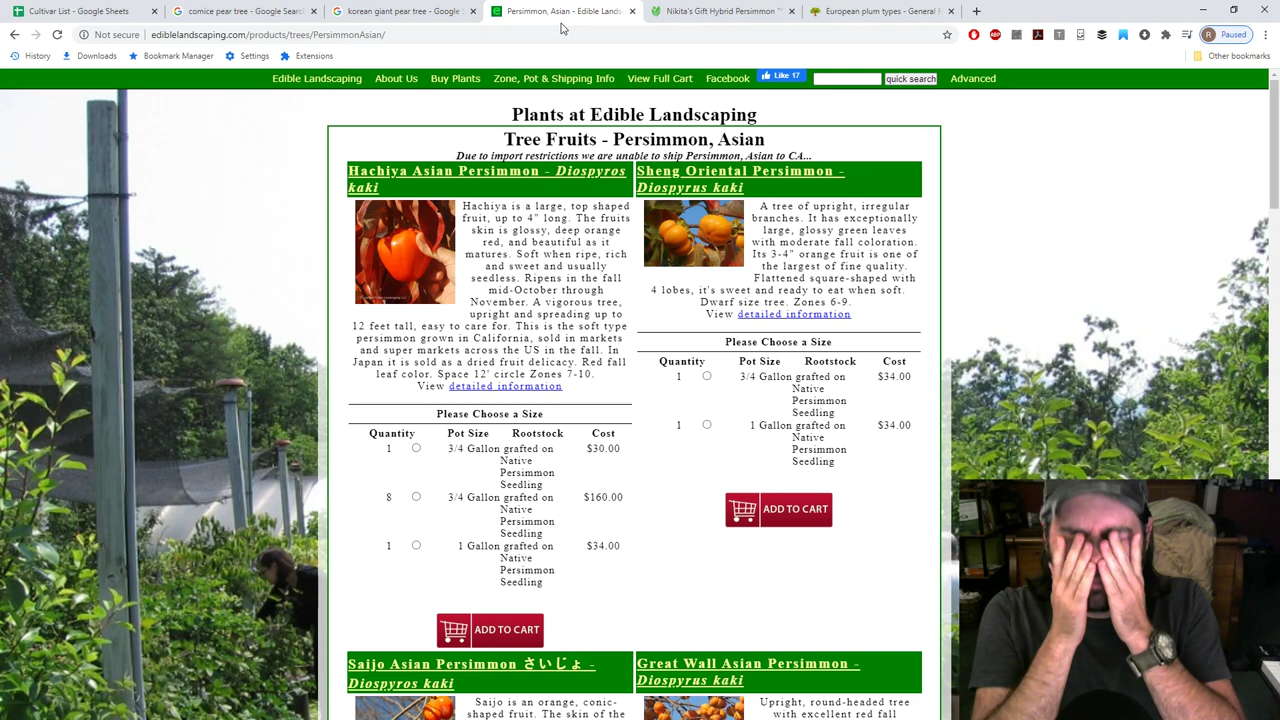 Cultivar List - Google Sheets
comice pear tree - Google Sear
korean giant pear tree - Google
Persimmon, Asian - Edible Lands
Nikita's Gift Hybrid Persimmon ™
European plum types - General F
Not secure
ediblelandscaping.com/products/trees/PersimmonAsian/
R Paused
History Downloads Bookmark Manager Settings Extensions
Other bookmarks
Edible Landscaping About Us Buy Plants Zone, Pot & Shipping Info View Full Cart Facebook Like 17 quick search Advanced
Plants at Edible Landscaping
Tree Fruits - Persimmon, Asian
Due to import restrictions we are unable to ship Persimmon, Asian to CA...
Hachiya Asian Persimmon - Diospyros
kaki
Hachiya is a large, top shaped
fruit, up to 4” long. The fruits
skin is glossy, deep orange
red, and beautiful as it
matures. Soft when ripe, rich
and sweet and usually
seedless. Ripens in the fall
mid-October through
November. A vigorous tree,
upright and spreading up to
12 feet tall, easy to care for. This is the soft type
persimmon grown in California, sold in markets
and super markets across the US in the fall. In
Japan it is sold as a dried fruit delicacy. Red fall
leaf color. Space 12′ circle Zones 7-10.
View detailed information
Please Choose a Size
Quantity Pot Size Rootstock Cost
1 3/4 Gallon grafted on $30.00
Native
Persimmon
Seedling
8 3/4 Gallon grafted on $160.00
Native
Persimmon
Seedling
1 1 Gallon grafted on $34.00
Native
Persimmon
Seedling
ADD TO CART
Sheng Oriental Persimmon -
Diospyrus kaki
A tree of upright, irregular
branches. It has exceptionally
large, glossy green leaves
with moderate fall coloration.
Its 3-4" orange fruit is one of
the largest of fine quality.
Flattened square-shaped with
4 lobes, it's sweet and ready to eat when soft.
Dwarf size tree. Zones 6-9.
View detailed information
Please Choose a Size
Quantity Pot Size Rootstock Cost
1 3/4 Gallon grafted on $34.00
Native
Persimmon
Seedling
1 1 Gallon grafted on $34.00
Native
Persimmon
Seedling
ADD TO CART
Saijo Asian Persimmon さいじょ -
Diospyros kaki
Saijo is an orange, conic-
shaped fruit. The skin of the
Great Wall Asian Persimmon -
Diospyrus kaki
Upright, round-headed tree
with excellent red fall